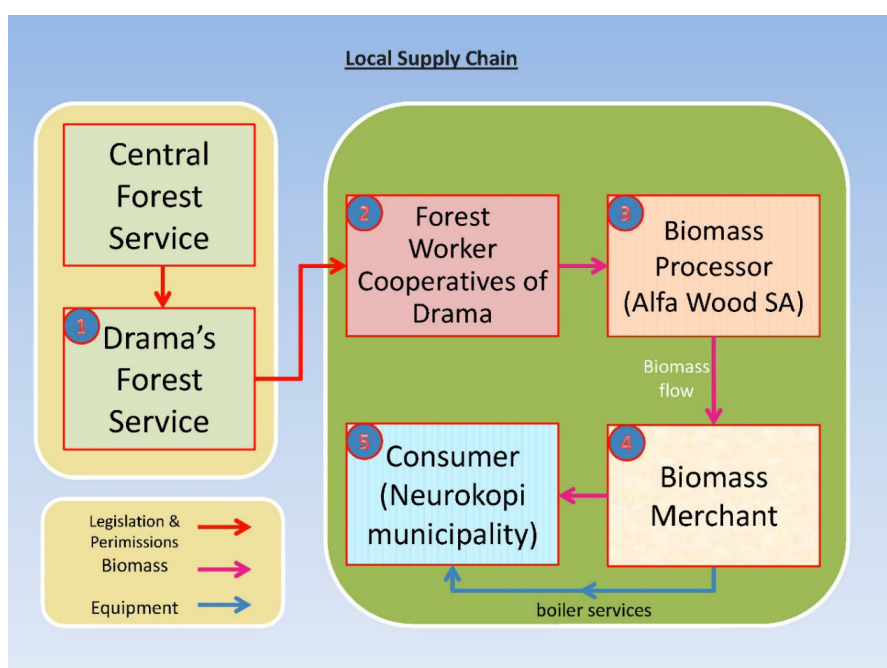 Local Supply Chain
Central
Forest
Service
1
Drama's
Forest
Service
2
Forest
Worker
Cooperatives of
Drama
3
Biomass
Processor
(Alfa Wood SA)
Biomass
flow
4
Biomass
Merchant
5
Consumer
(Neurokopi
municipality)
boiler services
Legislation &
Perimissions
Biomass
Equipment